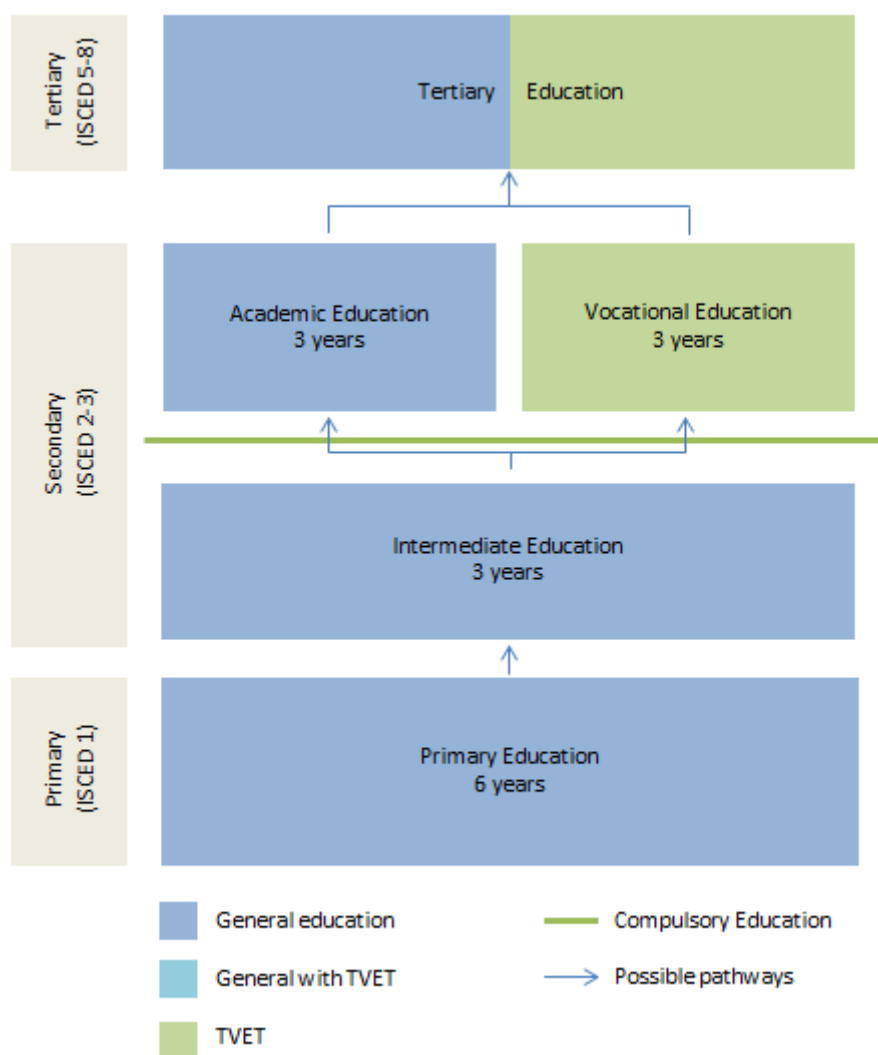 Tertiary
(ISCED 5-8)
Tertiary Education
Secondary
(ISCED 2-3)
Academic Education
3 years
Vocational Education
3 years
Intermediate Education
3 years
Primary
(ISCED 1)
Primary Education
6 years
General education
Compulsory Education
General with TVET
Possible pathways
TVET